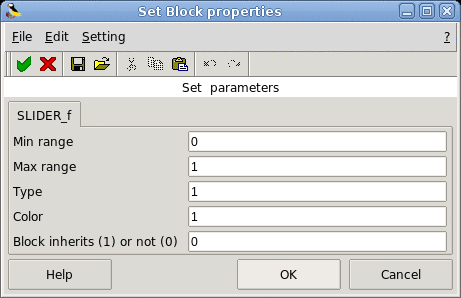 Set Block properties
File Edit Setting ?
Set parameters
SLIDER_f
Min range 0
Max range 1
Type 1
Color 1
Block inherits (1) or not (0) 0
Help OK Cancel